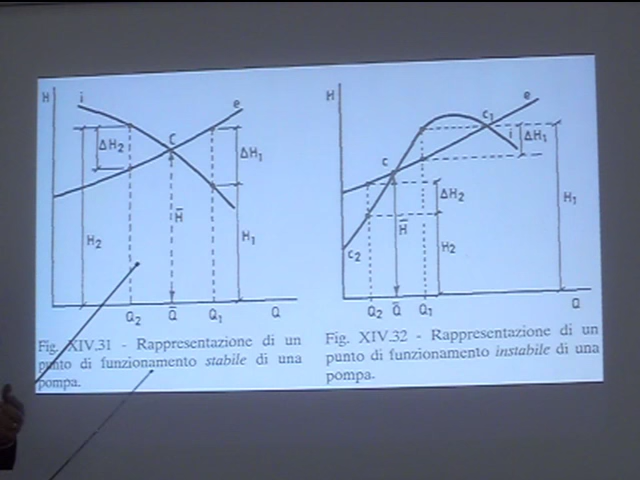 H
i
e
C
ΔH2
ΔH1
H̄
H2
H1
Q2
Q̄
Q1
Q
Fig. XIV.31 - Rappresentazione di un
punto di funzionamento stabile di una
pompa.
H
e
C1
i
ΔH1
C
ΔH2
H1
H̄
H2
C2
Q2
Q̄
Q1
Q
Fig. XIV.32 - Rappresentazione di un
punto di funzionamento instabile di una
pompa.